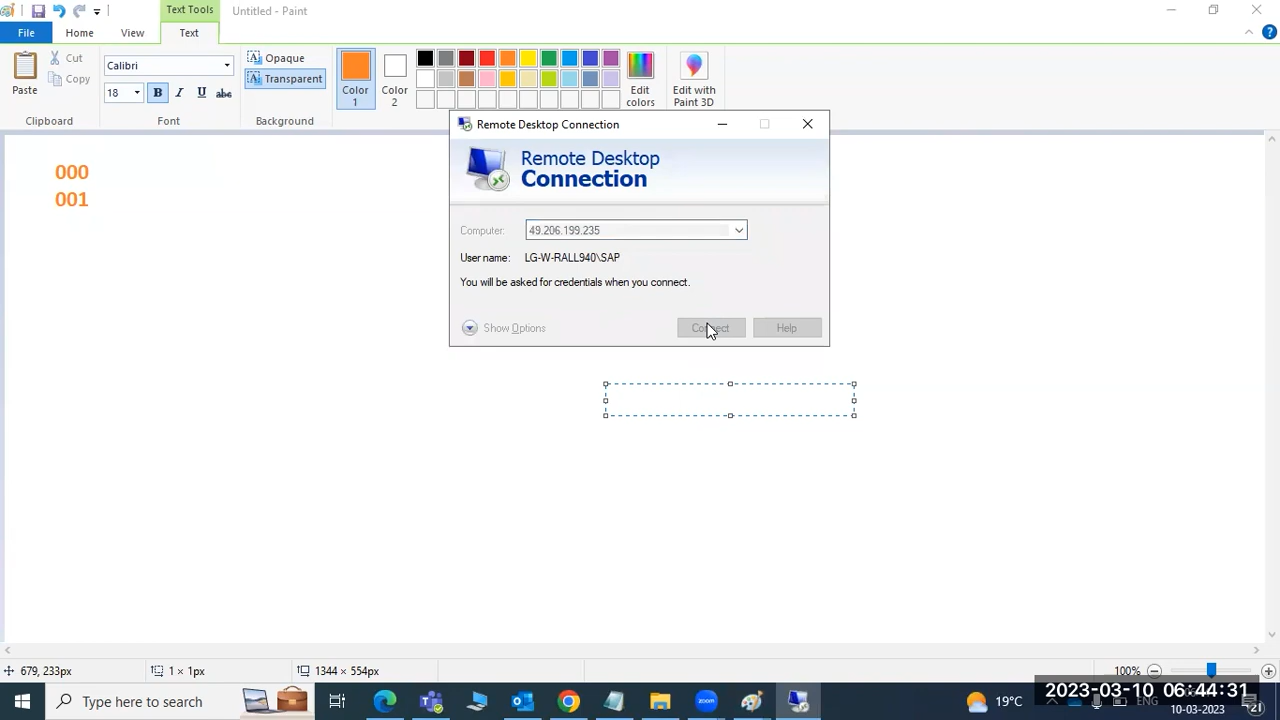 Text Tools
Untitled - Paint
File
Home
View
Text
Paste
Cut
Copy
Clipboard
Calibri
18
B
I
U
abc
Font
Opaque
Transparent
Background
Color
1
Color
2
Edit
colors
Edit with
Paint 3D
000
001
Remote Desktop Connection
Remote Desktop
Connection
Computer:
49.206.199.235
User name:
LG-W-RALL940\SAP
You will be asked for credentials when you connect.
Show Options
Connect
Help
679, 233px
1 × 1px
1344 × 554px
100%
Type here to search
zoom
19°C
ENG
2023-03-10 06:44:31
10-03-2023
21